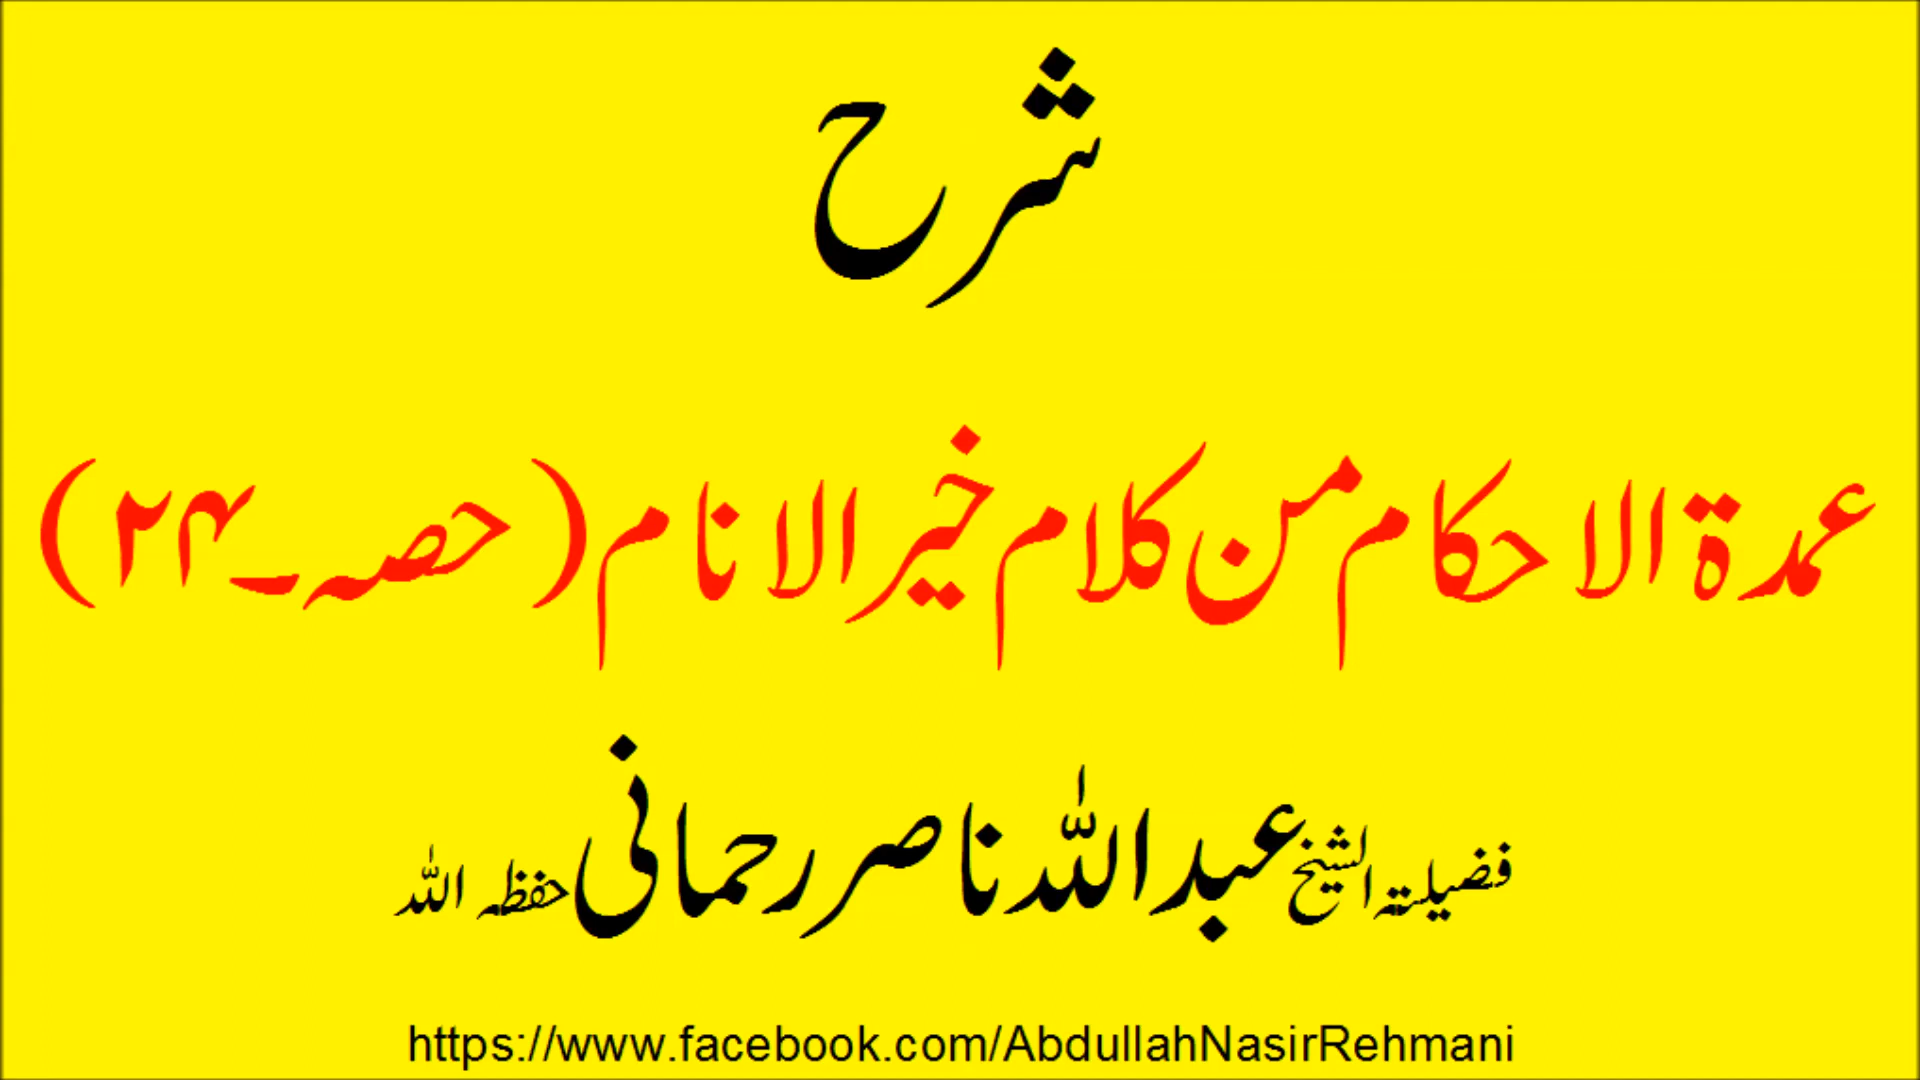 شرح
عمدۃ الاحکام من کلام خیر الانام (حصہ۔۲۴)
فضیلتہ الشیخ عبداللہ ناصر رحمانی حفظہ اللہ
https://www.facebook.com/AbdullahNasirRehmani